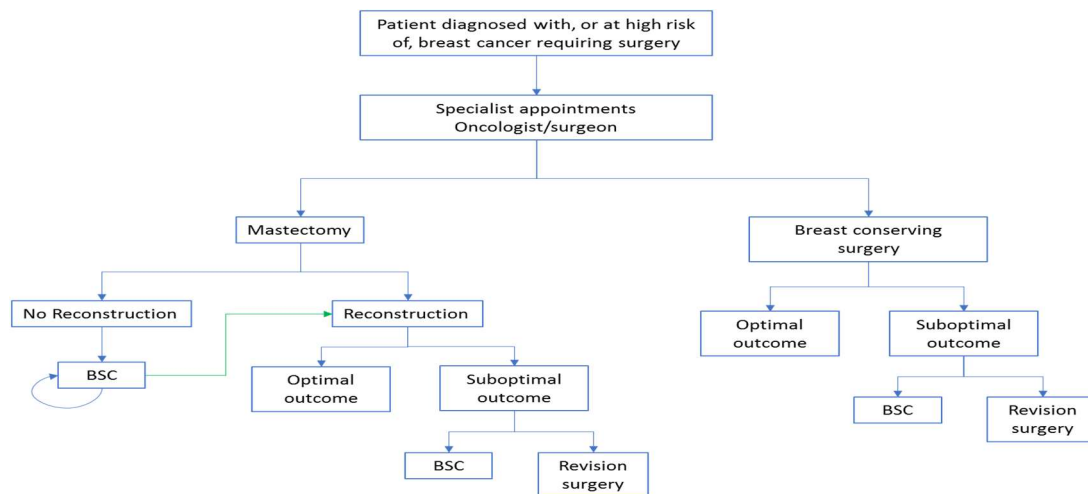 Patient diagnosed with, or at high risk
of, breast cancer requiring surgery
Specialist appointments
Oncologist/surgeon
Mastectomy
Breast conserving
surgery
No Reconstruction
Reconstruction
Optimal
outcome
Suboptimal
outcome
BSC
Optimal
outcome
Suboptimal
outcome
BSC
Revision
surgery
BSC
Revision
surgery